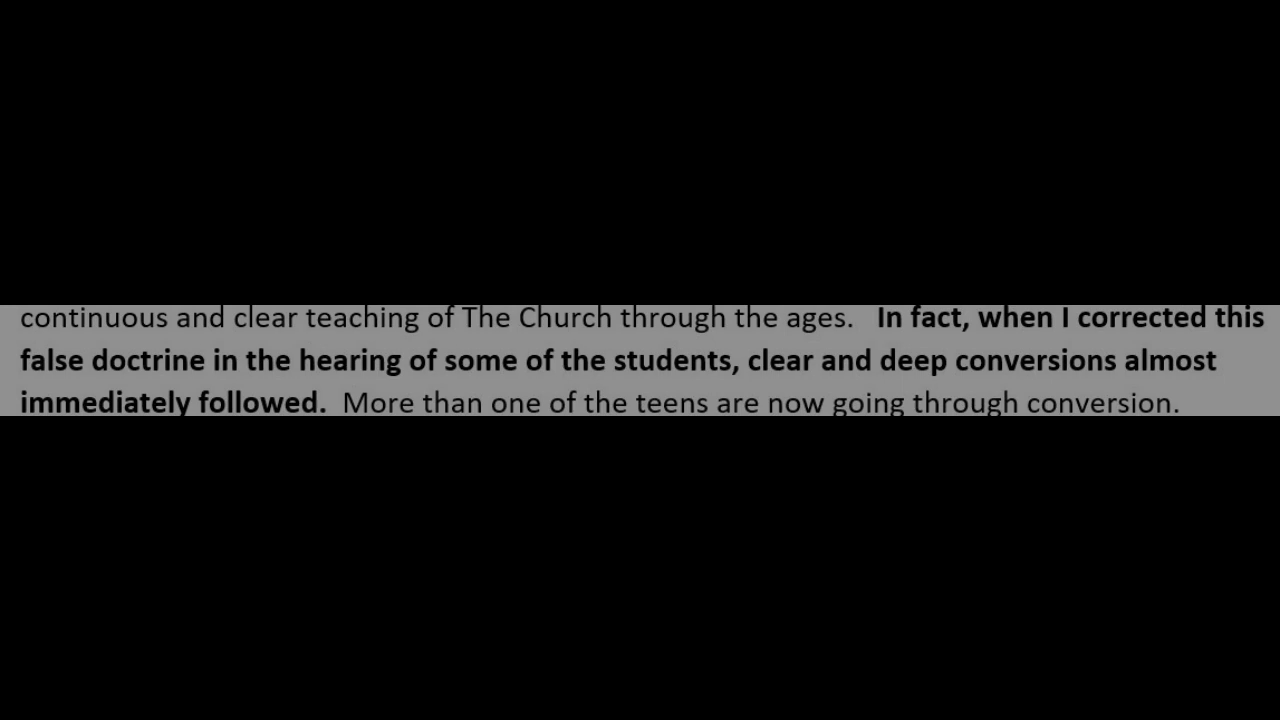 continuous and clear teaching of The Church through the ages.   In fact, when I corrected this
false doctrine in the hearing of some of the students, clear and deep conversions almost
immediately followed.  More than one of the teens are now going through conversion.